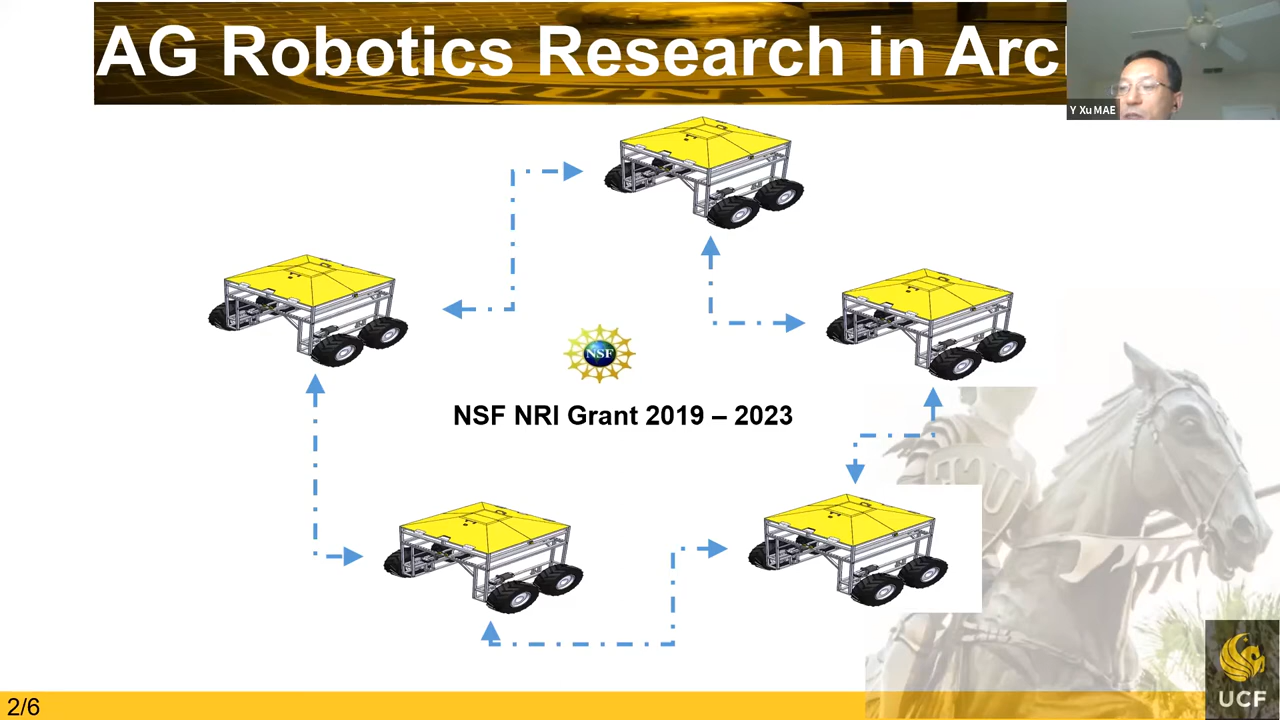 AG Robotics Research in Arc
Y Xu MAE
NSF
NSF NRI Grant 2019 – 2023
UCF
2/6